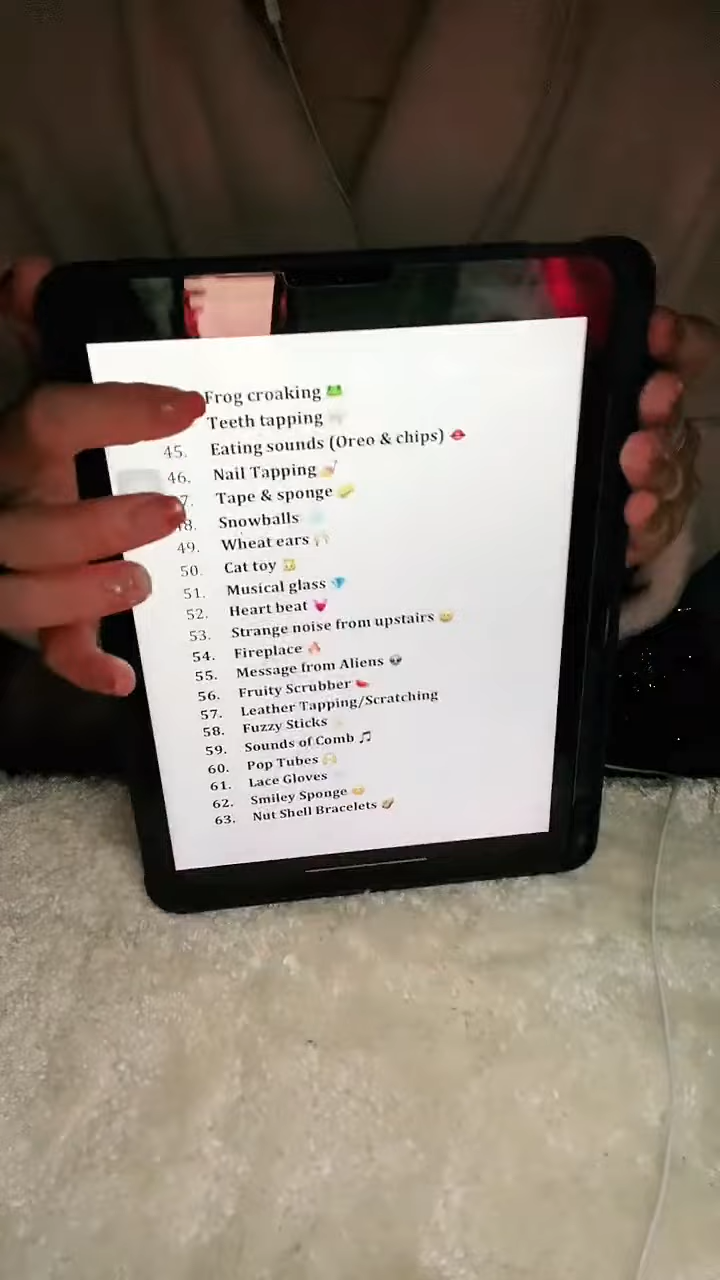 Frog croaking 🐸
Teeth tapping 🦷
45. Eating sounds (Oreo & chips) 👄
46. Nail Tapping 💅
7. Tape & sponge 🧽
8. Snowballs
49. Wheat ears
50. Cat toy 🐱
51. Musical glass 💎
52. Heart beat 💓
53. Strange noise from upstairs 😄
54. Fireplace 🔥
55. Message from Aliens 👽
56. Fruity Scrubber 🍉
57. Leather Tapping/Scratching
58. Fuzzy Sticks
59. Sounds of Comb 🎵
60. Pop Tubes
61. Lace Gloves
62. Smiley Sponge
63. Nut Shell Bracelets